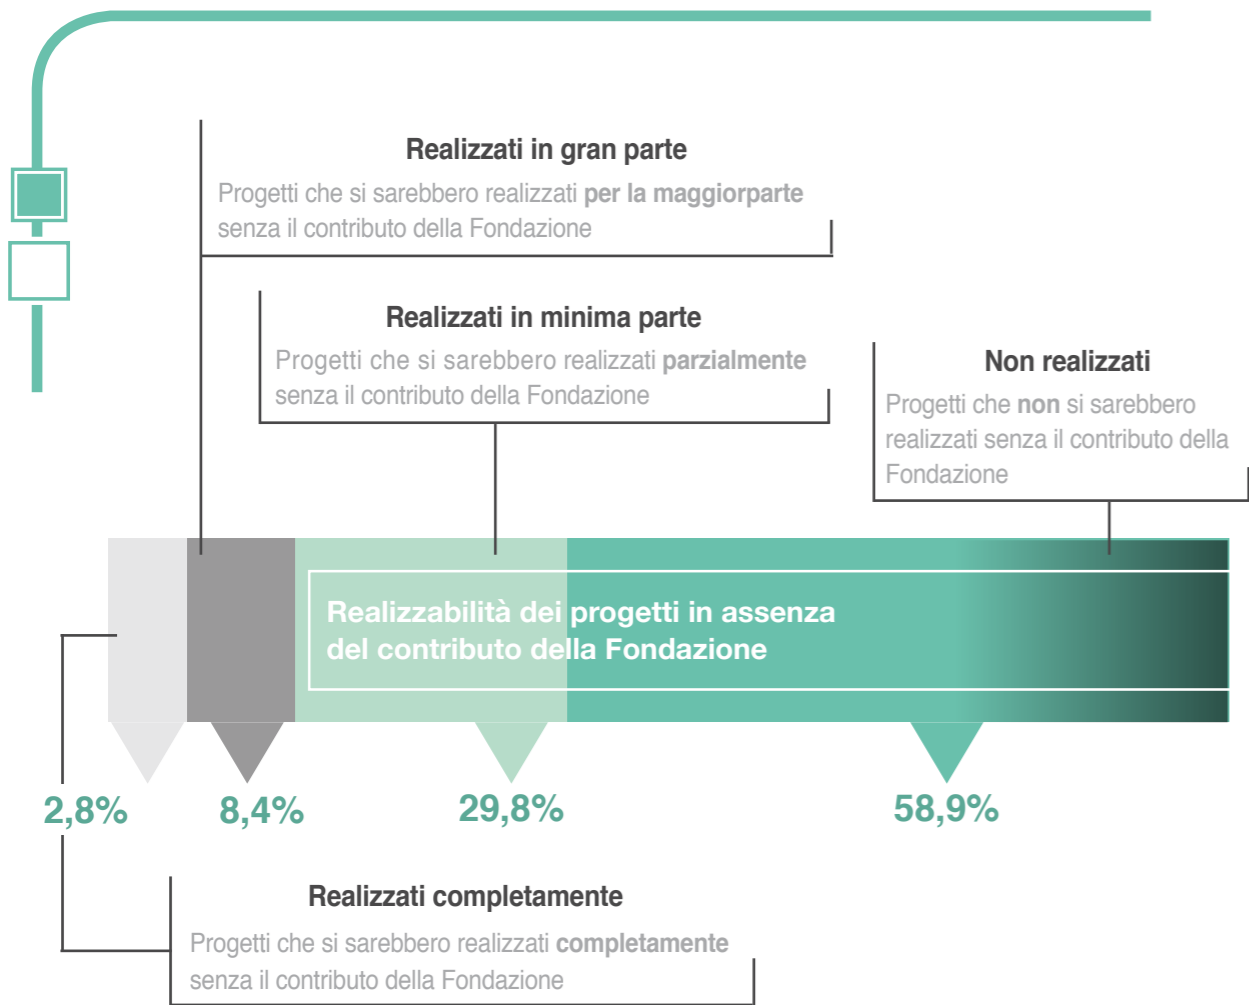 Realizzati in gran parte
Progetti che si sarebbero realizzati per la maggiorparte
senza il contributo della Fondazione
Realizzati in minima parte
Progetti che si sarebbero realizzati parzialmente
senza il contributo della Fondazione
Non realizzati
Progetti che non si sarebbero
realizzati senza il contributo della
Fondazione
Realizzabilità dei progetti in assenza
del contributo della Fondazione
2,8%
8,4%
29,8%
58,9%
Realizzati completamente
Progetti che si sarebbero realizzati completamente
senza il contributo della Fondazione